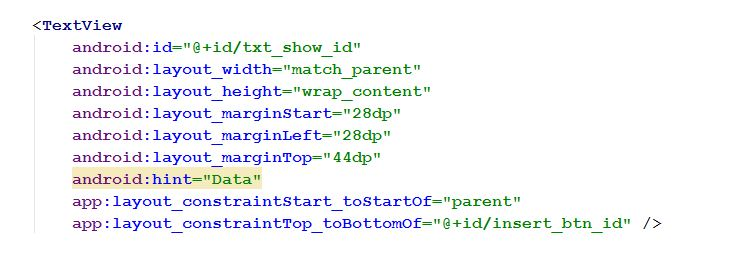 <TextView
android:id="@+id/txt_show_id"
android:layout_width="match_parent"
android:layout_height="wrap_content"
android:layout_marginStart="28dp"
android:layout_marginLeft="28dp"
android:layout_marginTop="44dp"
android:hint="Data"
app:layout_constraintStart_toStartOf="parent"
app:layout_constraintTop_toBottomOf="@+id/insert_btn_id" />